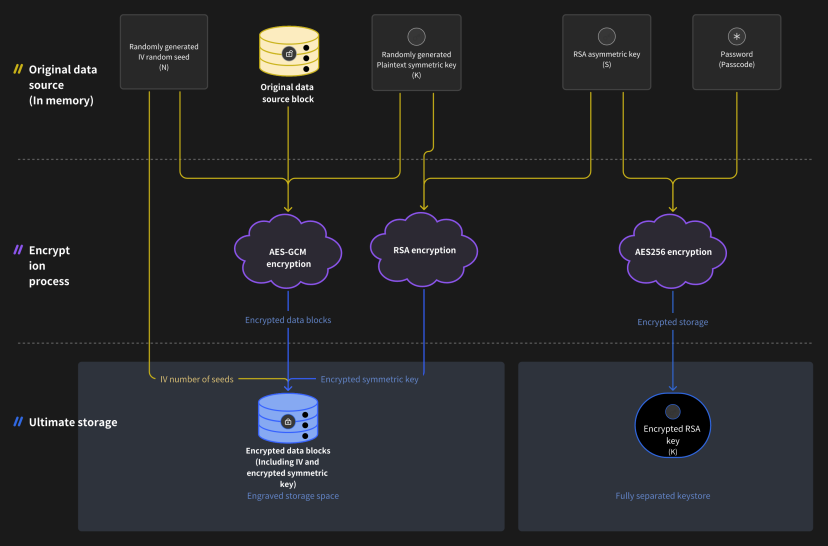 Randomly generated
IV random seed
(N)
Original data
source block
Randomly generated
Plaintext symmetric key
(K)
RSA asymmetric key
(S)
*
Password
(Passcode)
// Original data
source
(In memory)
// Encrypt
ion
process
AES-GCM
encryption
RSA encryption
AES256 encryption
Encrypted data blocks
Encrypted storage
IV number of seeds
Encrypted symmetric key
// Ultimate storage
Encrypted data blocks
(Including IV and
encrypted symmetric
key)
Engraved storage space
Encrypted RSA
key
(K)
Fully separated keystore